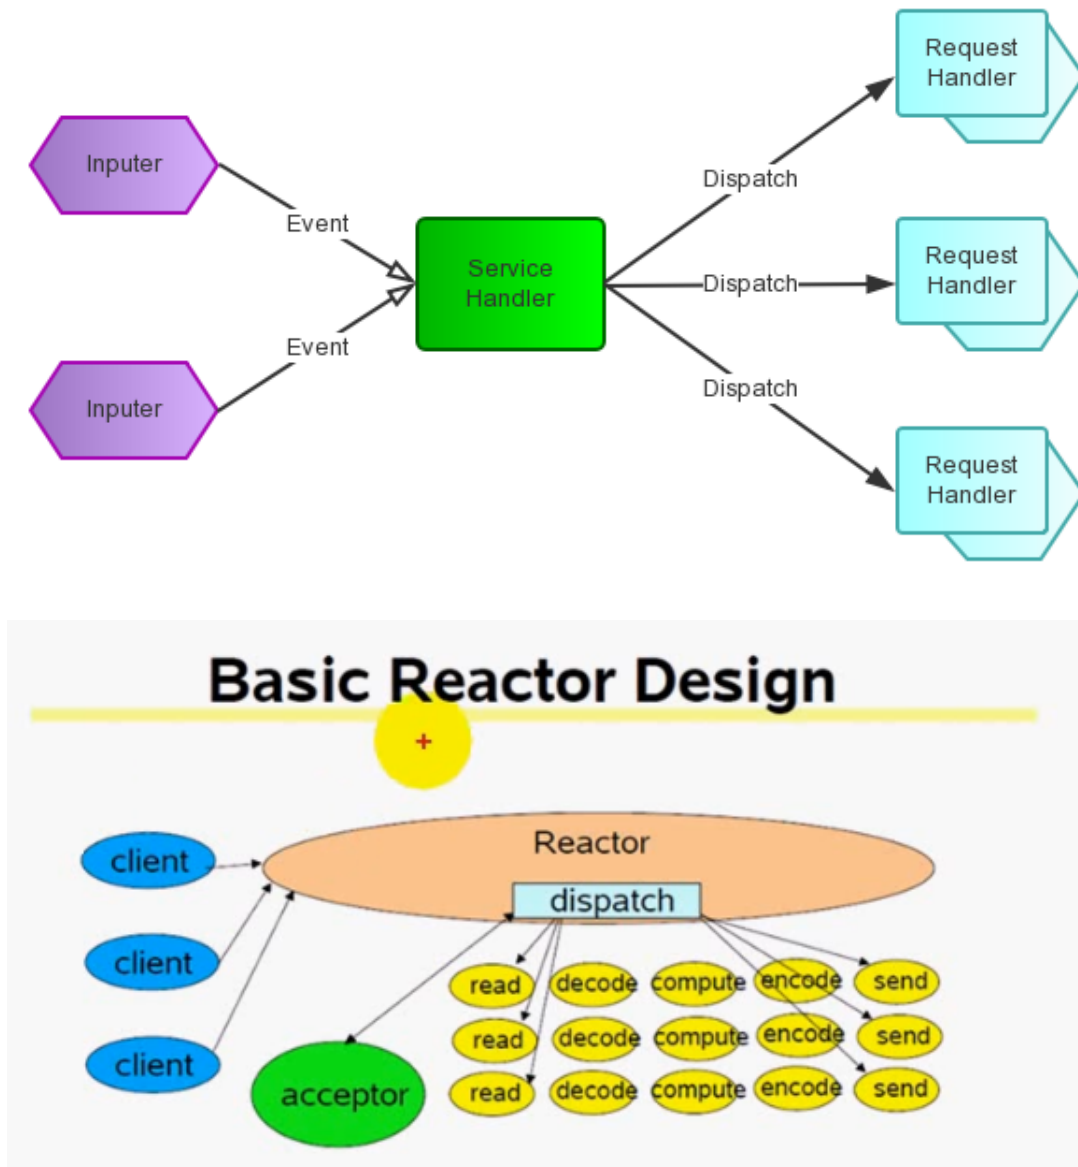 Request
Handler
Inputer
Dispatch
Event
Service
Handler
Dispatch
Request
Handler
Event
Dispatch
Inputer
Request
Handler
Basic Reactor Design
+
Reactor
client
dispatch
client
read decode compute encode send
read decode compute encode send
client
acceptor
read decode compute encode send